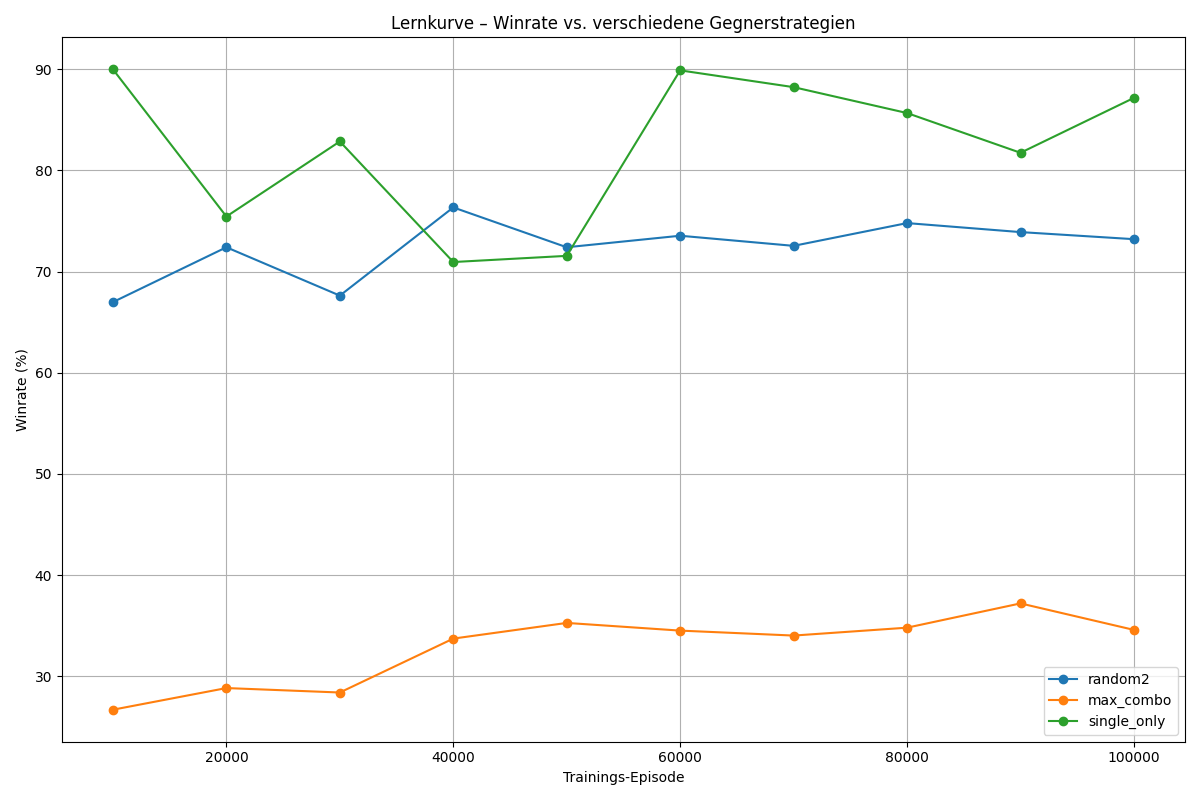 Lernkurve – Winrate vs. verschiedene Gegnerstrategien
Winrate (%)
90
80
70
60
50
40
30
20000
40000
60000
80000
100000
Trainings-Episode
random2
max_combo
single_only